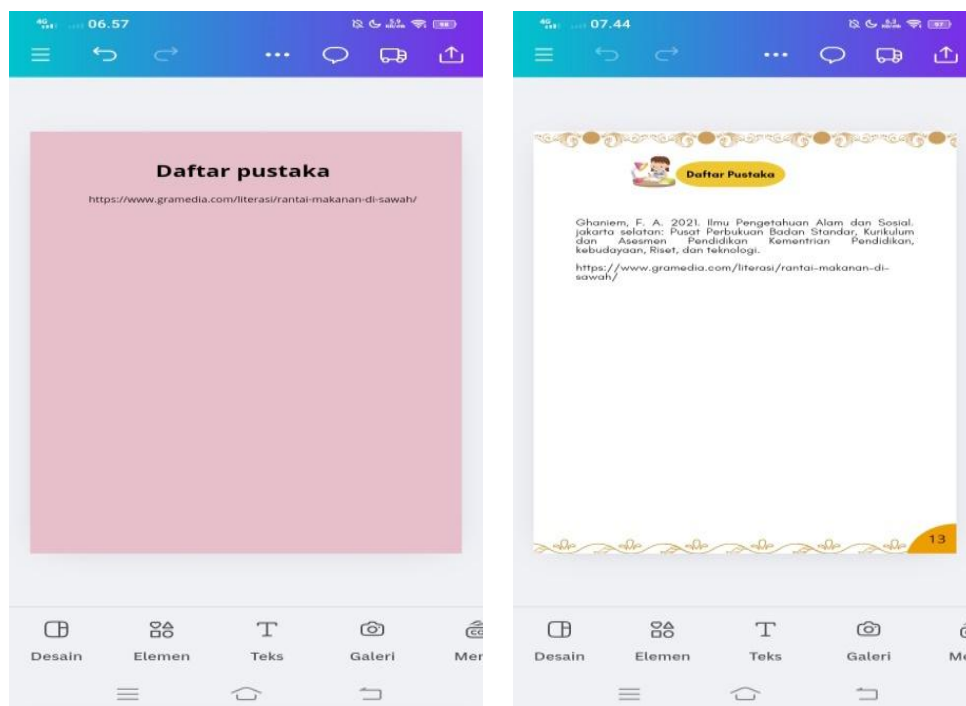 06.57
Daftar pustaka
https://www.gramedia.com/literasi/rantai-makanan-di-sawah/
Desain Elemen Teks Galeri Mer
07.44
Daftar Pustaka
Ghaniem, F. A. 2021. Ilmu Pengetahuan Alam dan Sosial.
jakarta selatan: Pusat Perbukuan Badan Standar, Kurikulum
dan Asesmen Pendidikan Kementrian Pendidikan,
kebudayaan, Riset, dan teknologi.
https://www.gramedia.com/literasi/rantai-makanan-di-
sawah/
13
Desain Elemen Teks Galeri Me